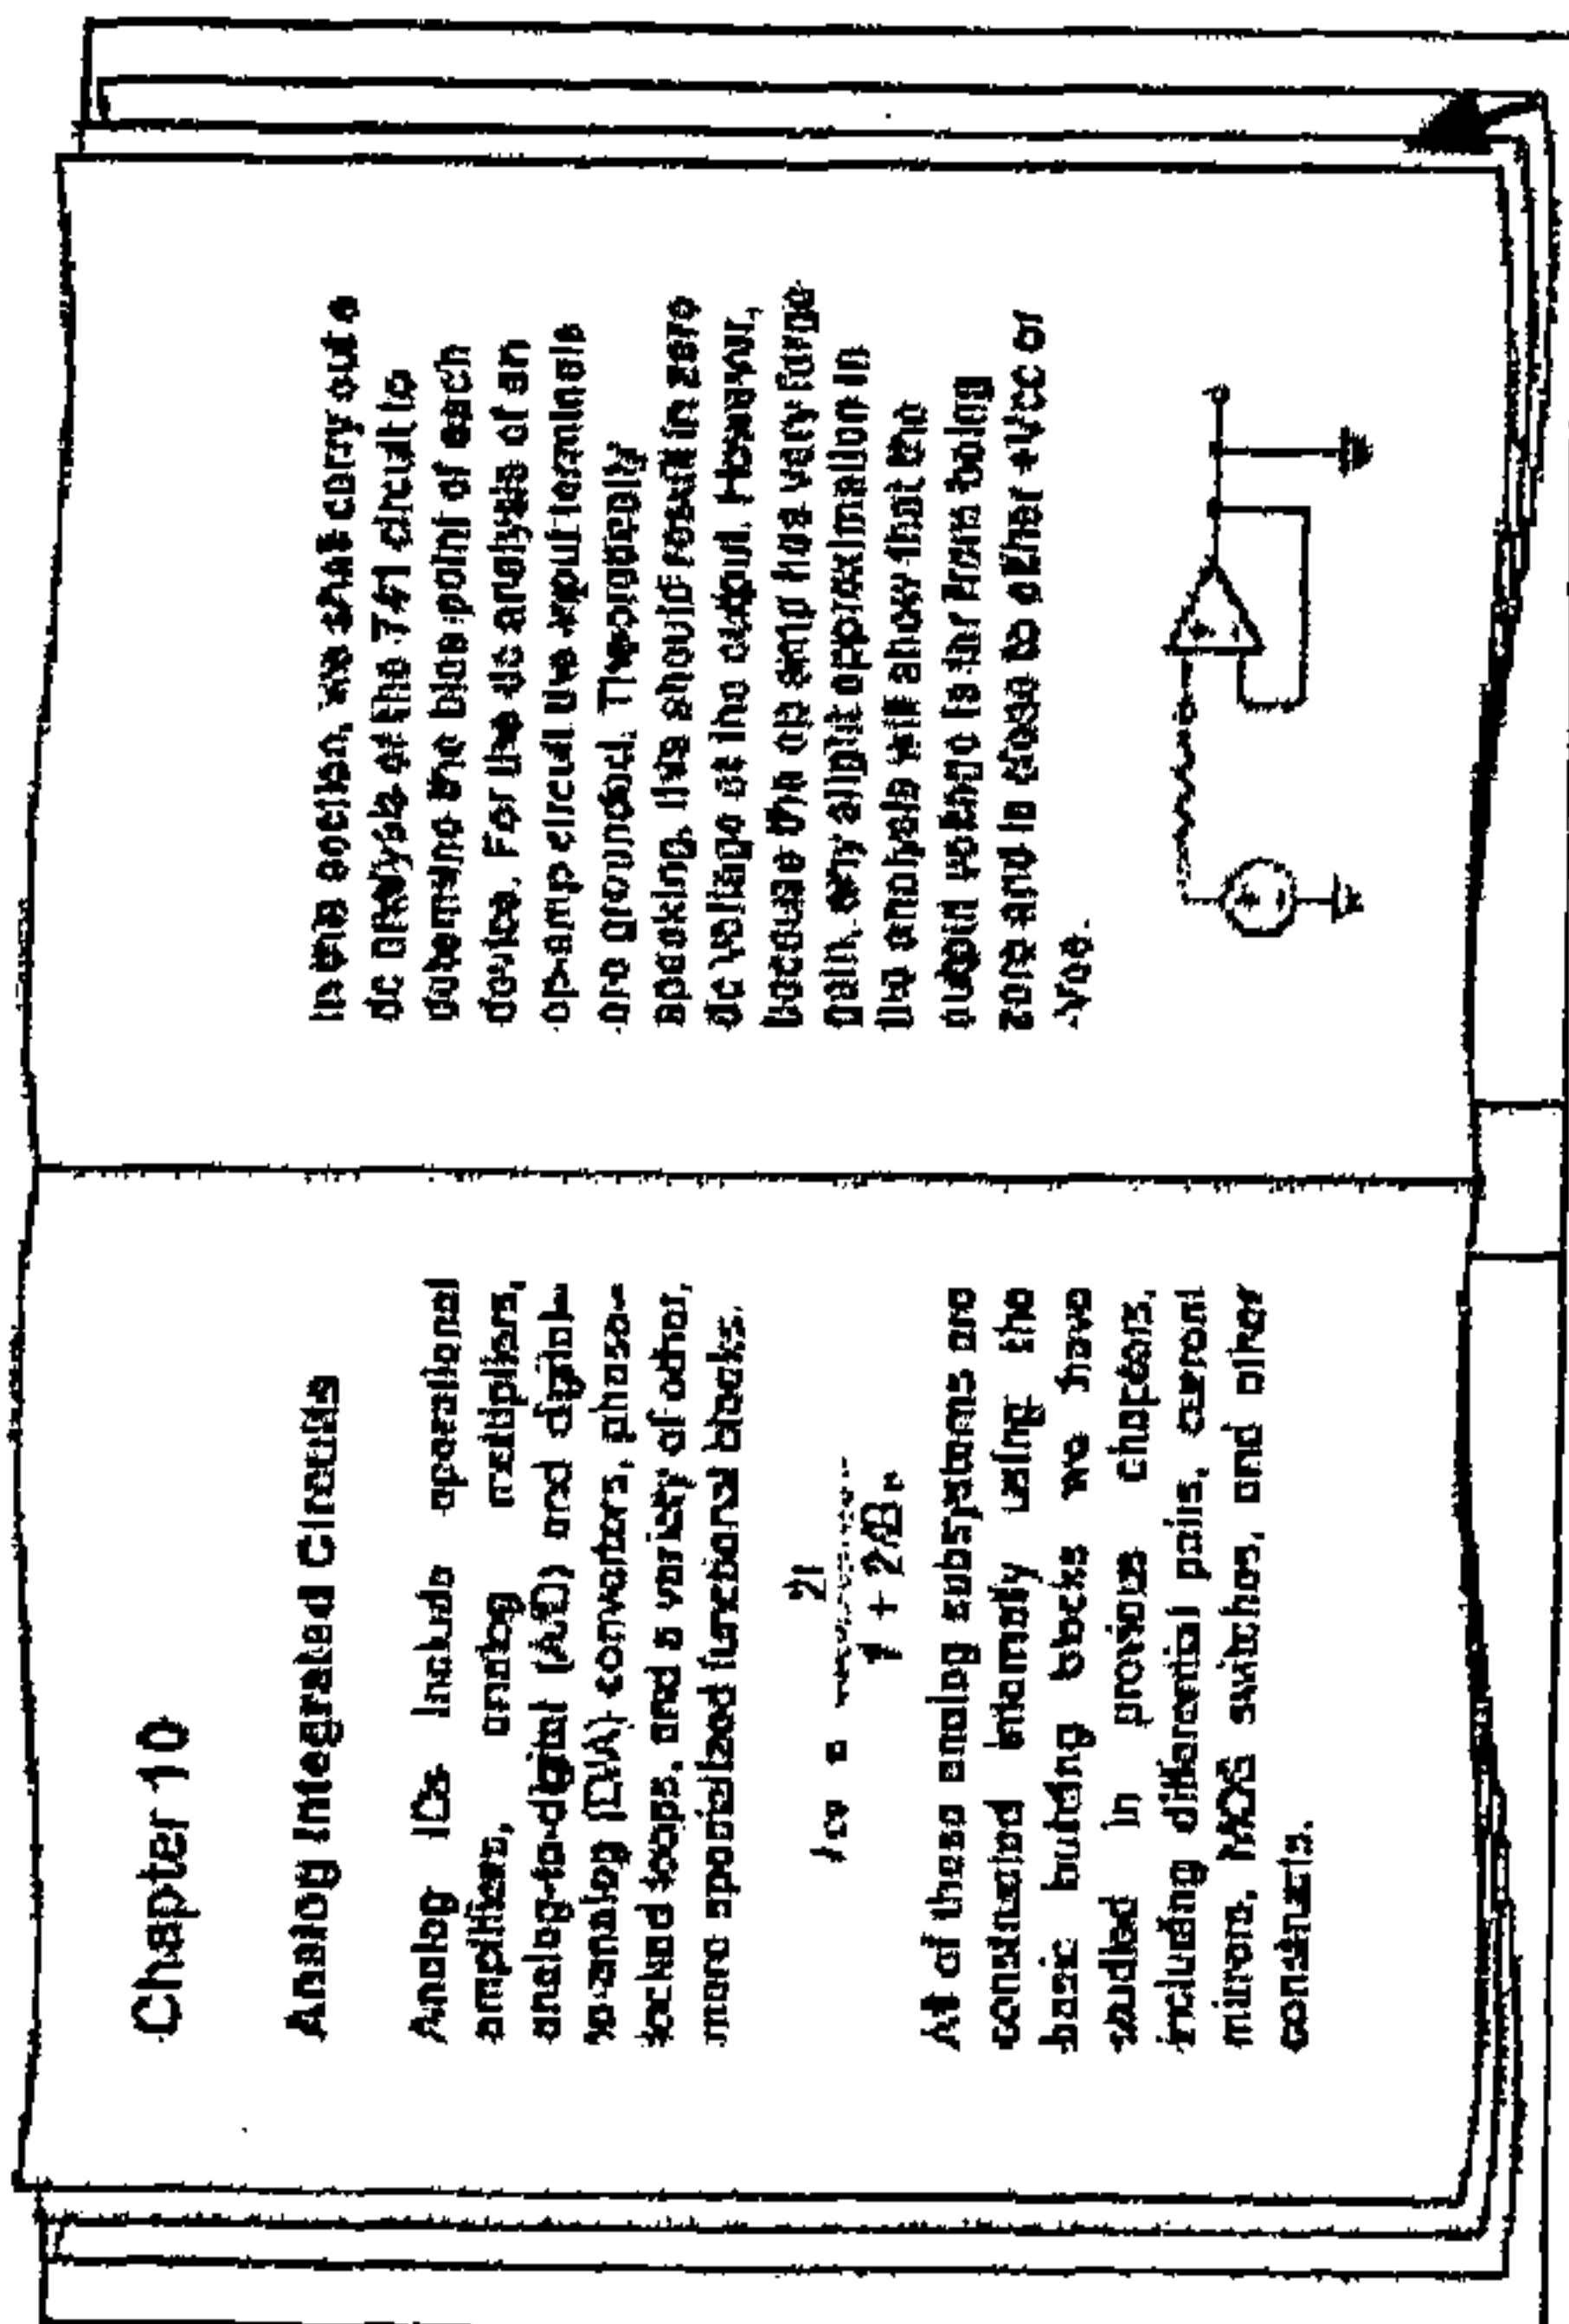 Chapter 10
Analog Integrated Circuits
Analog ICs include operational
amplifiers, analog multipliers,
analog-to-digital (A/D) and digital-
to-analog (D/A) converters, phase-
locked loops, and a variety of other,
more specialized functional blocks.
2I
= 
1 + 2/β
All of these analog subsystems are
constructed internally using the
basic building blocks we have
studied in previous chapters,
including differential pairs, current
mirrors, MOS switches, and other
In this section, we shall carry out a
dc analysis of the 741 circuit to
the bias point of each
device. For the dc analysis of an
op-amp circuit the input terminals
are grounded. Theoretically
speaking, this should result in zero
dc voltage at the output. However,
because the op amp has very large
gain, any slight approximation in
the analysis will show that the
output voltage is far from being
zero and is close to either +Vcc or
-Vee.
+
-
+
-